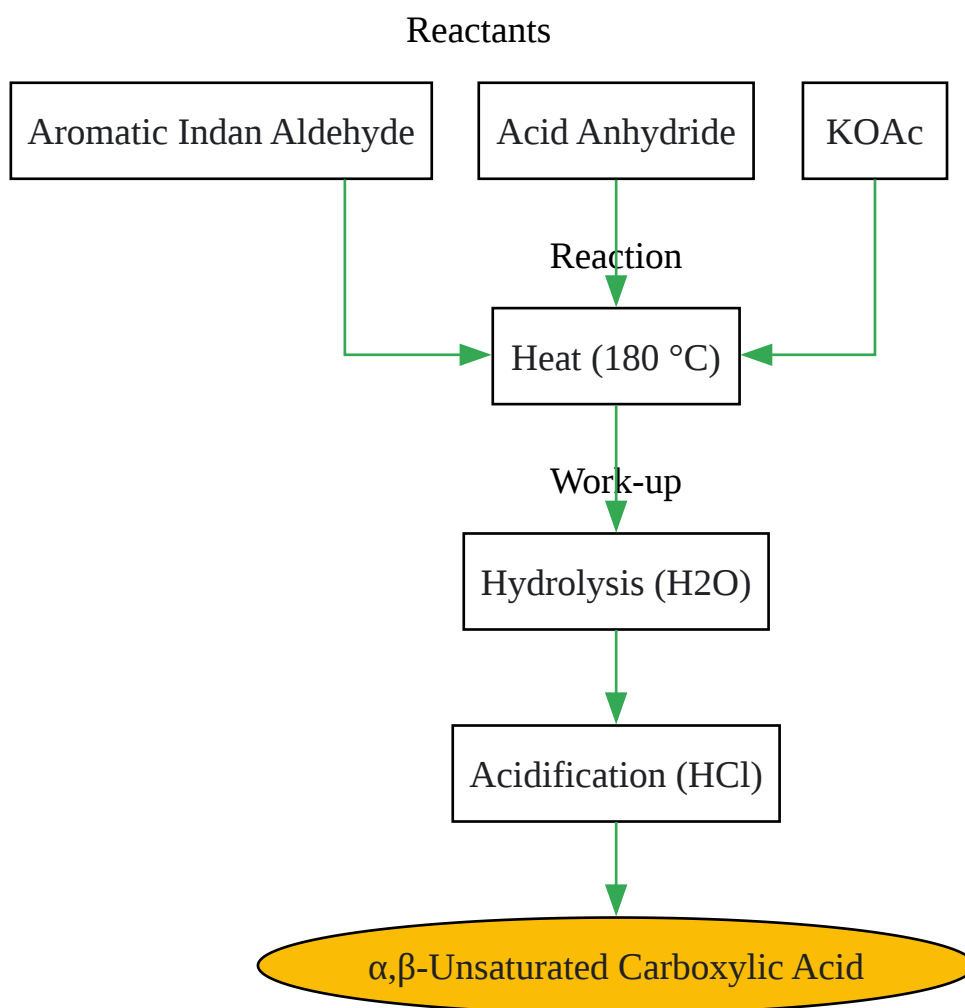 Reactants
Aromatic Indan Aldehyde
Acid Anhydride
KOAc
Reaction
Heat (180 °C)
Work-up
Hydrolysis (H2O)
Acidification (HCl)
α,β-Unsaturated Carboxylic Acid